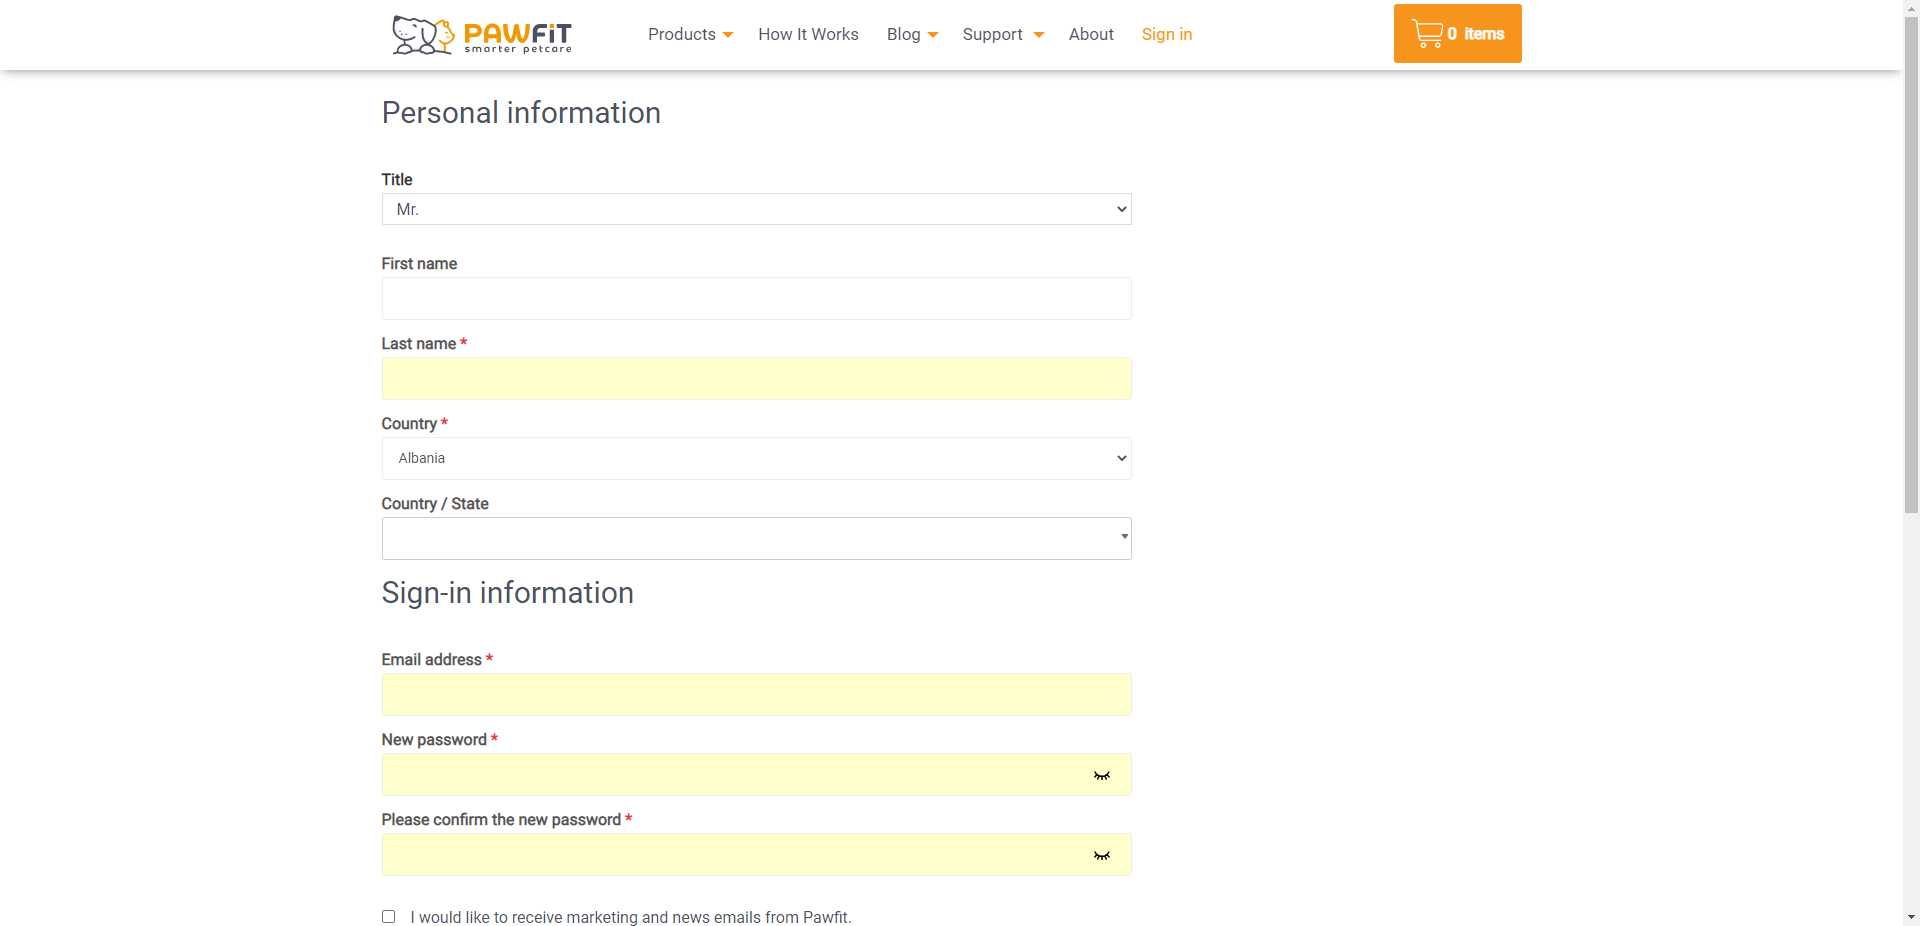 PAWFiT
smarter petcare
Products How It Works Blog Support About Sign in
0 items
Personal information
Title
Mr.
First name
Last name *
Country *
Albania
Country / State
Sign-in information
Email address *
New password *
Please confirm the new password *
I would like to receive marketing and news emails from Pawfit.